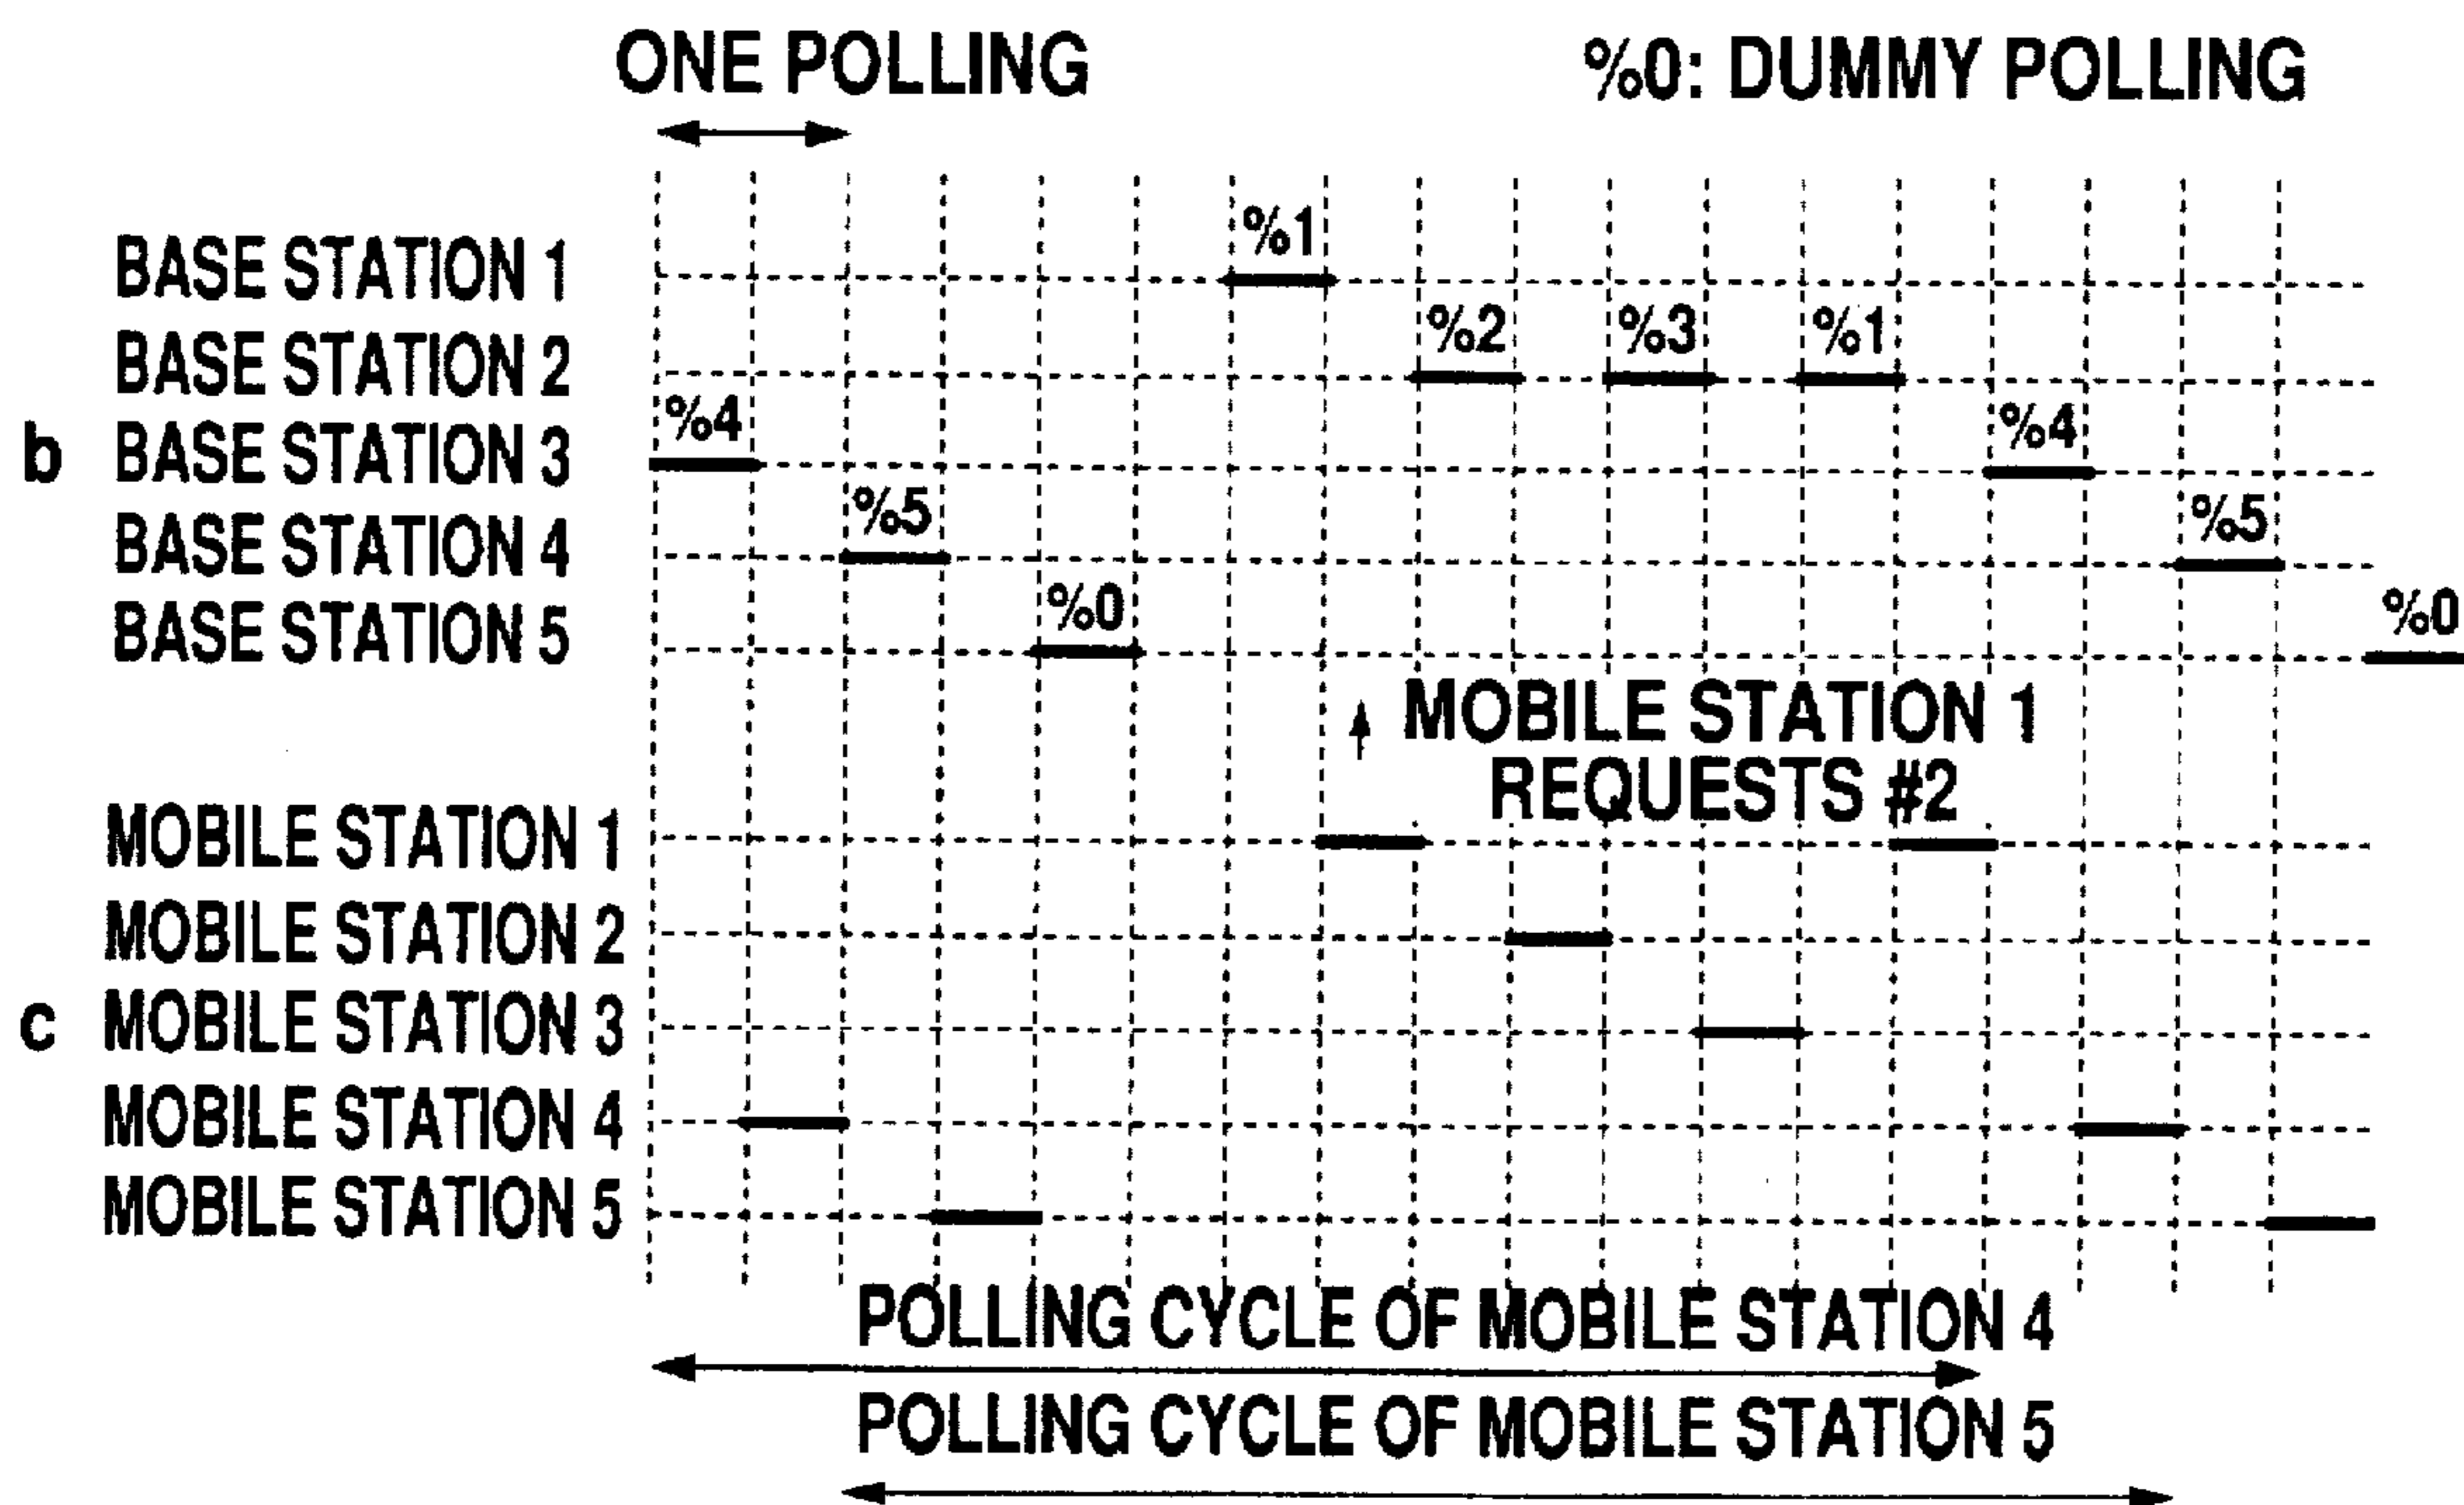 ONE POLLING
%0: DUMMY POLLING
%1
BASE STATION 1
%2 %3 %1
BASE STATION 2
%4 %4
b BASE STATION 3
%5 %5
BASE STATION 4
%0 %0
BASE STATION 5
MOBILE STATION 1
REQUESTS #2
MOBILE STATION 1
MOBILE STATION 2
c MOBILE STATION 3
MOBILE STATION 4
MOBILE STATION 5
POLLING CYCLE OF MOBILE STATION 4
POLLING CYCLE OF MOBILE STATION 5